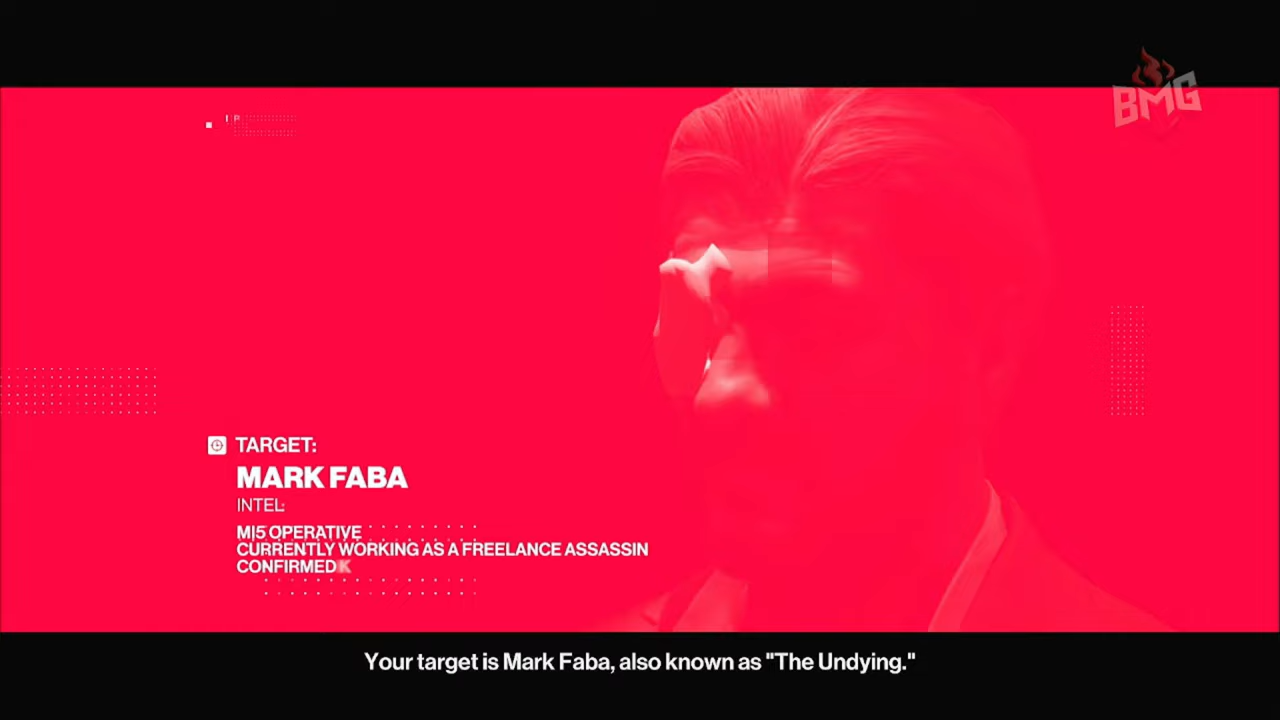 BMG
TARGET:
MARK FABA
INTEL:
MI5 OPERATIVE
CURRENTLY WORKING AS A FREELANCE ASSASSIN
CONFIRMED K
Your target is Mark Faba, also known as "The Undying."